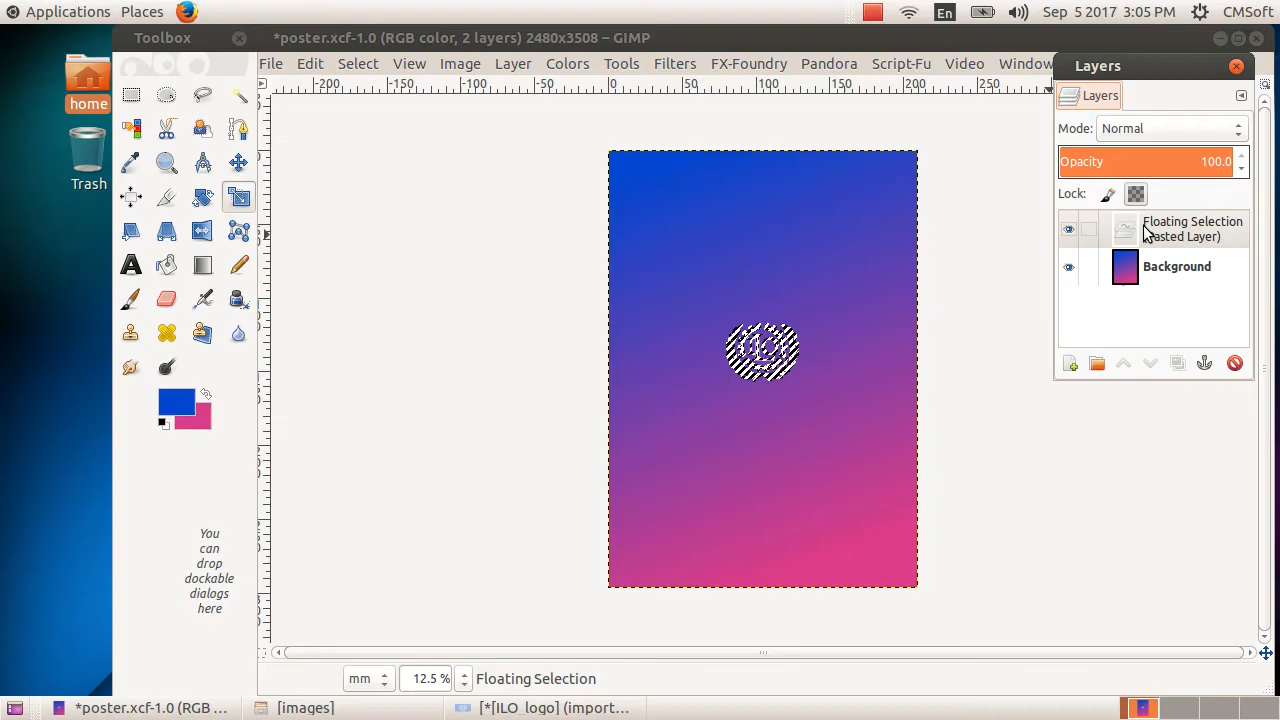 Applications Places En Sep 5 2017 3:05 PM CMSoft
home
Trash
Toolbox
*poster.xcf-1.0 (RGB color, 2 layers) 2480x3508 – GIMP
File Edit Select View Image Layer Colors Tools Filters FX-Foundry Pandora Script-Fu Video Window
-200 -150 -100 -50 0 50 100 150 200 250
You
can
drop
dockable
dialogs
here
Layers
Layers
Mode: Normal
Opacity 100.0
Lock:
Floating Selection
Layer)
Background
mm 12.5 % Floating Selection
*poster.xcf-1.0 (RGB ... [images] [*[ILO_logo] (import...